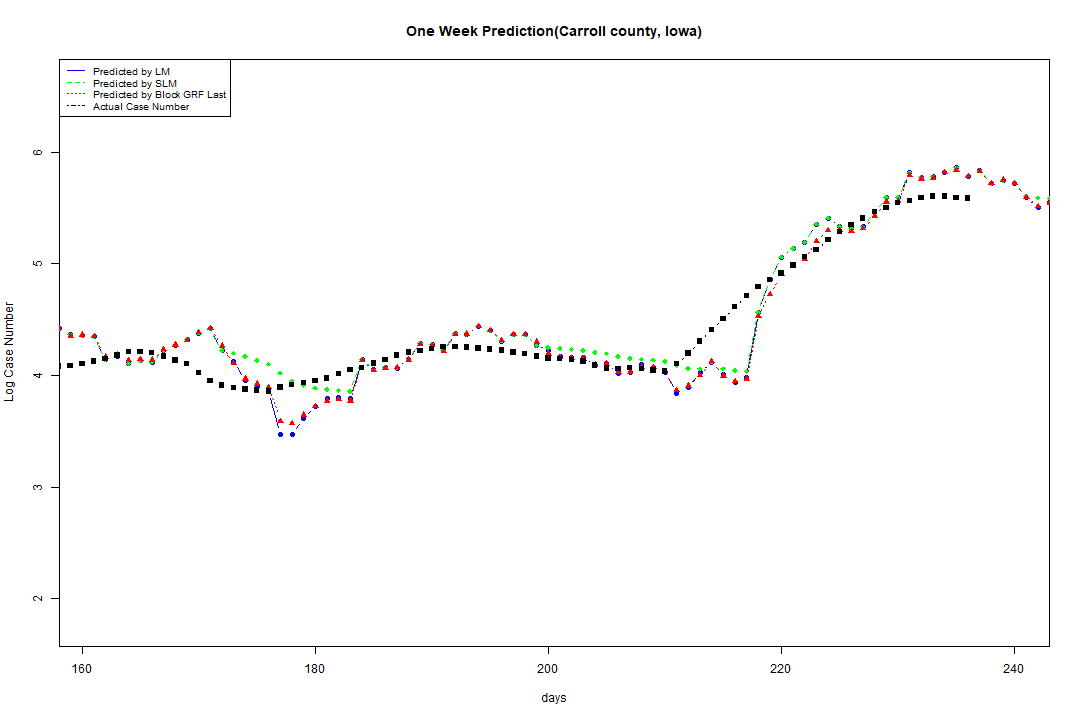 One Week Prediction(Carroll county, Iowa)
Predicted by LM
Predicted by SLM
Predicted by Block GRF Last
Actual Case Number
6
5
4
3
2
Log Case Number
160 180 200 220 240
days